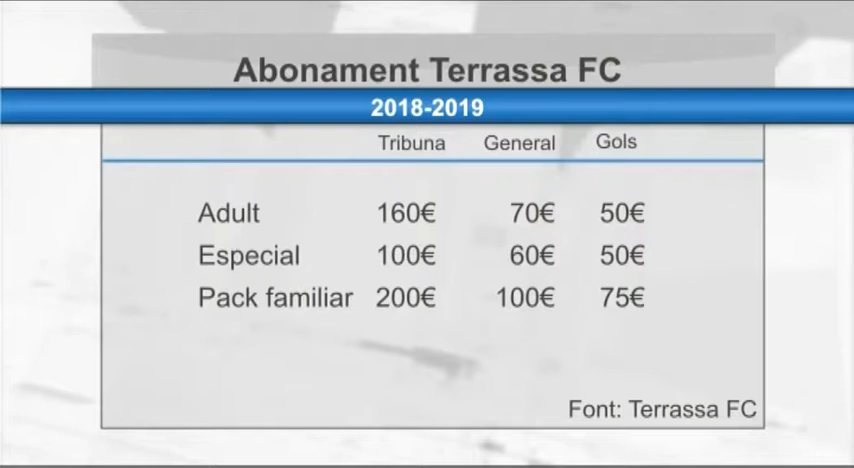 Abonament Terrassa FC
2018-2019
Tribuna General Gols
Adult 160€ 70€ 50€
Especial 100€ 60€ 50€
Pack familiar 200€ 100€ 75€
Font: Terrassa FC